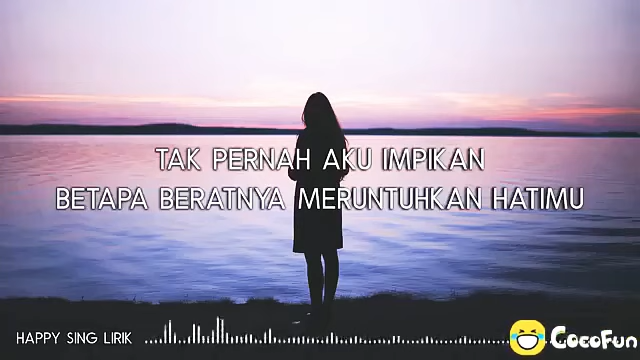 TAK PERNAH AKU IMPIKAN
BETAPA BERATNYA MERUNTUHKAN HATIMU
HAPPY SING LIRIK
CocoFun